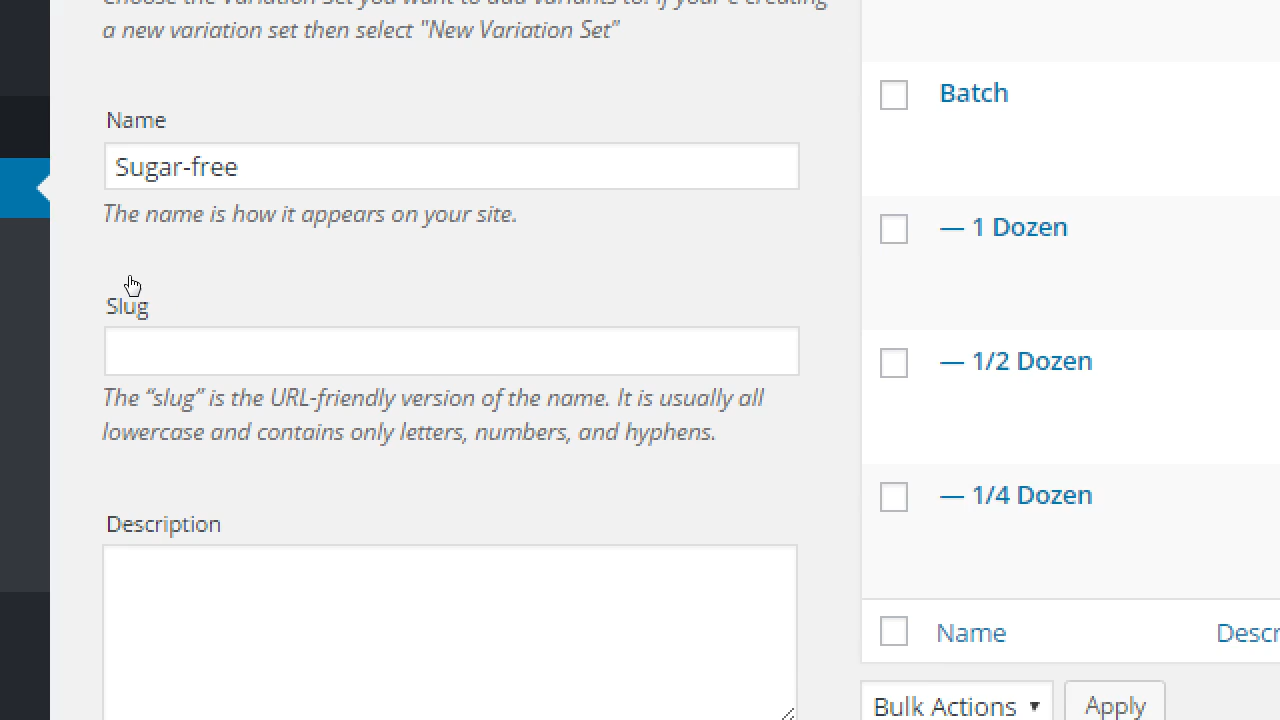 Choose the Variation Set you want to add variants to. If your'e creating
a new variation set then select "New Variation Set"
Name
Sugar-free
The name is how it appears on your site.
Slug
The “slug” is the URL-friendly version of the name. It is usually all
lowercase and contains only letters, numbers, and hyphens.
Description
Batch
— 1 Dozen
— 1/2 Dozen
— 1/4 Dozen
Name
Descr
Bulk Actions
Apply